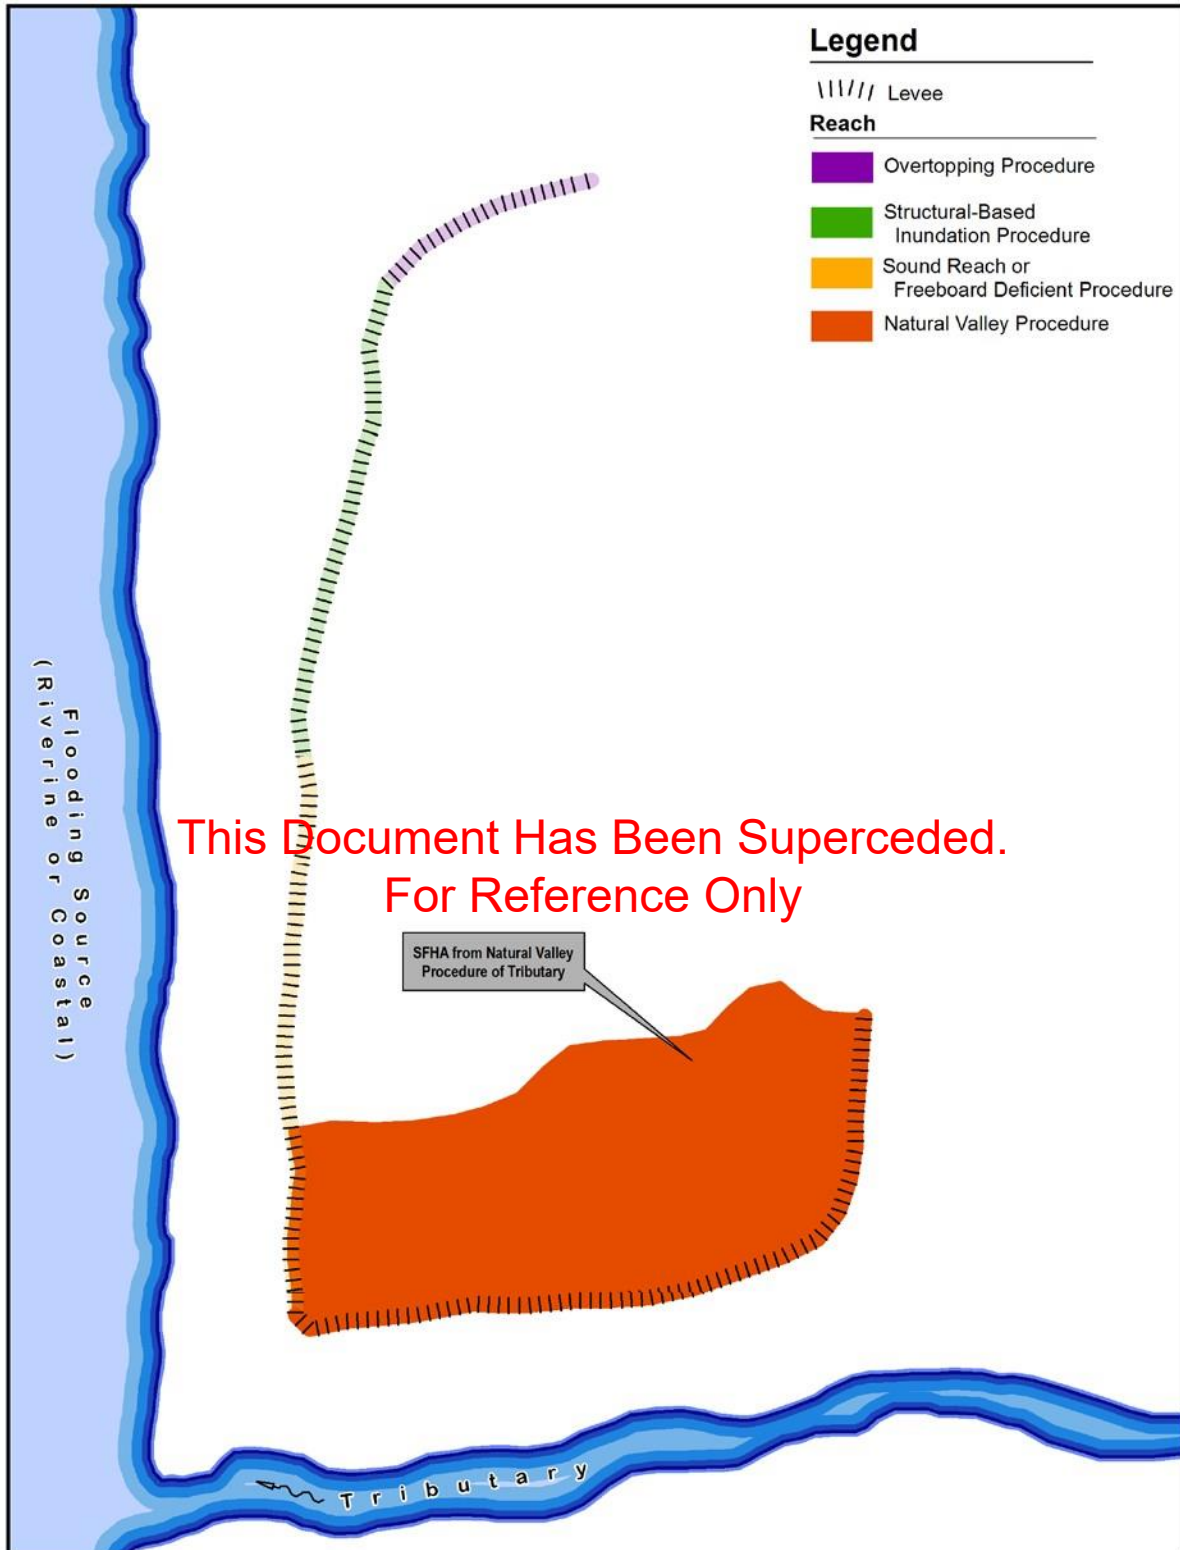 Legend
Levee
Reach
Overtopping Procedure
Structural-Based
Inundation Procedure
Sound Reach or
Freeboard Deficient Procedure
Natural Valley Procedure
Flooding Source
(Riverine or Coastal)
This Document Has Been Superceded.
For Reference Only
SFHA from Natural Valley
Procedure of Tributary
Tributary